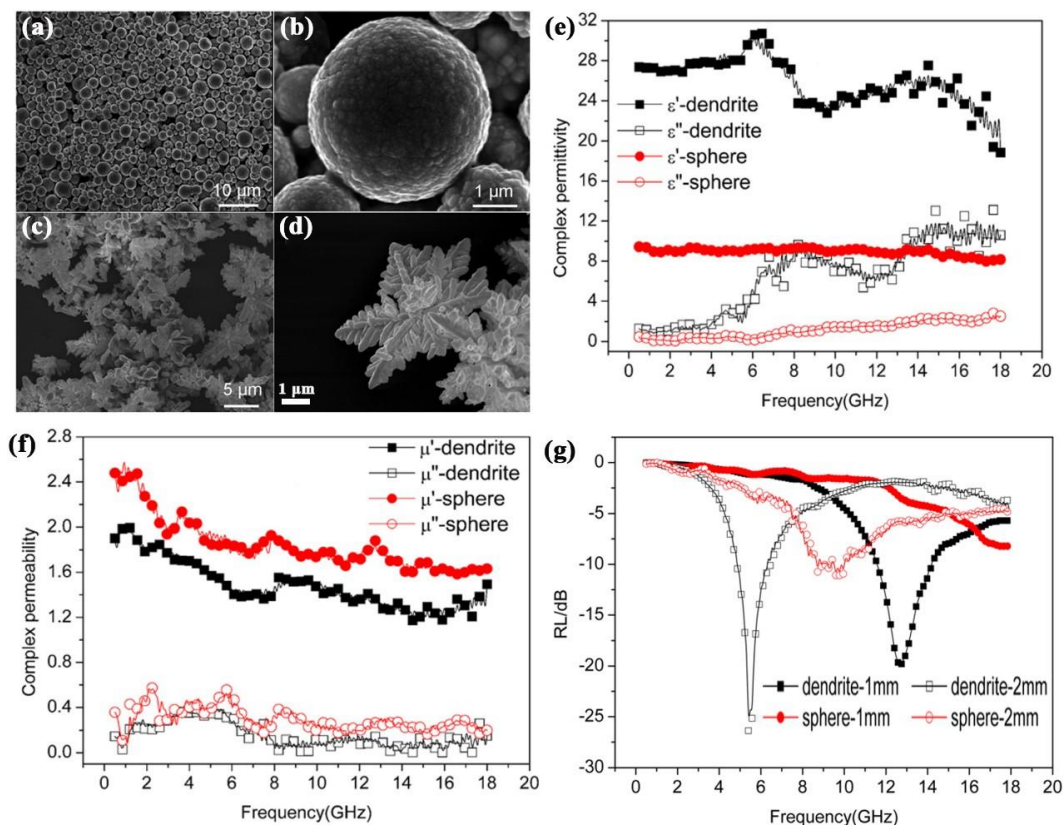 (a)
10 μm
(b)
1 μm
(c)
5 μm
(d)
1 μm
(e)
32
28
24
20
16
12
8
4
0
Complex permittivity
ε'-dendrite
ε''-dendrite
ε'-sphere
ε''-sphere
0 2 4 6 8 10 12 14 16 18 20
Frequency(GHz)
(f)
2.8
2.4
2.0
1.6
1.2
0.8
0.4
0.0
Complex permeability
μ'-dendrite
μ''-dendrite
μ'-sphere
μ''-sphere
0 2 4 6 8 10 12 14 16 18 20
Frequency(GHz)
(g)
0
-5
-10
-15
-20
-25
-30
RL/dB
dendrite-1mm dendrite-2mm
sphere-1mm sphere-2mm
0 2 4 6 8 10 12 14 16 18 20
Frequency(GHz)